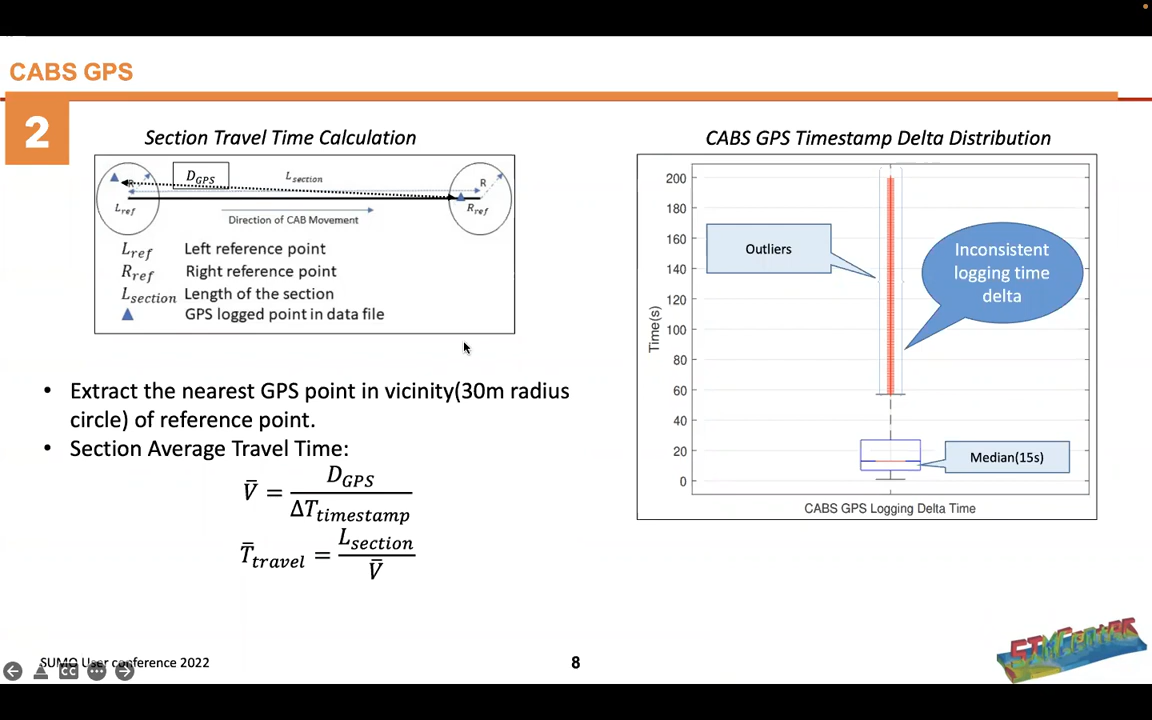 CABS GPS
2
Section Travel Time Calculation
D_GPS
L_section
R
R
L_ref
R_ref
Direction of CAB Movement
L_ref Left reference point
R_ref Right reference point
L_section Length of the section
GPS logged point in data file
• Extract the nearest GPS point in vicinity(30m radius
circle) of reference point.
• Section Average Travel Time:
V̄ = D_GPS / ΔT_timestamp
T̄_travel = L_section / V̄
CABS GPS Timestamp Delta Distribution
200
180
160
140
120
100
80
60
40
20
0
Time(s)
Outliers
Inconsistent
logging time
delta
Median(15s)
CABS GPS Logging Delta Time
SUMO User conference 2022
CC
8
STMCentre